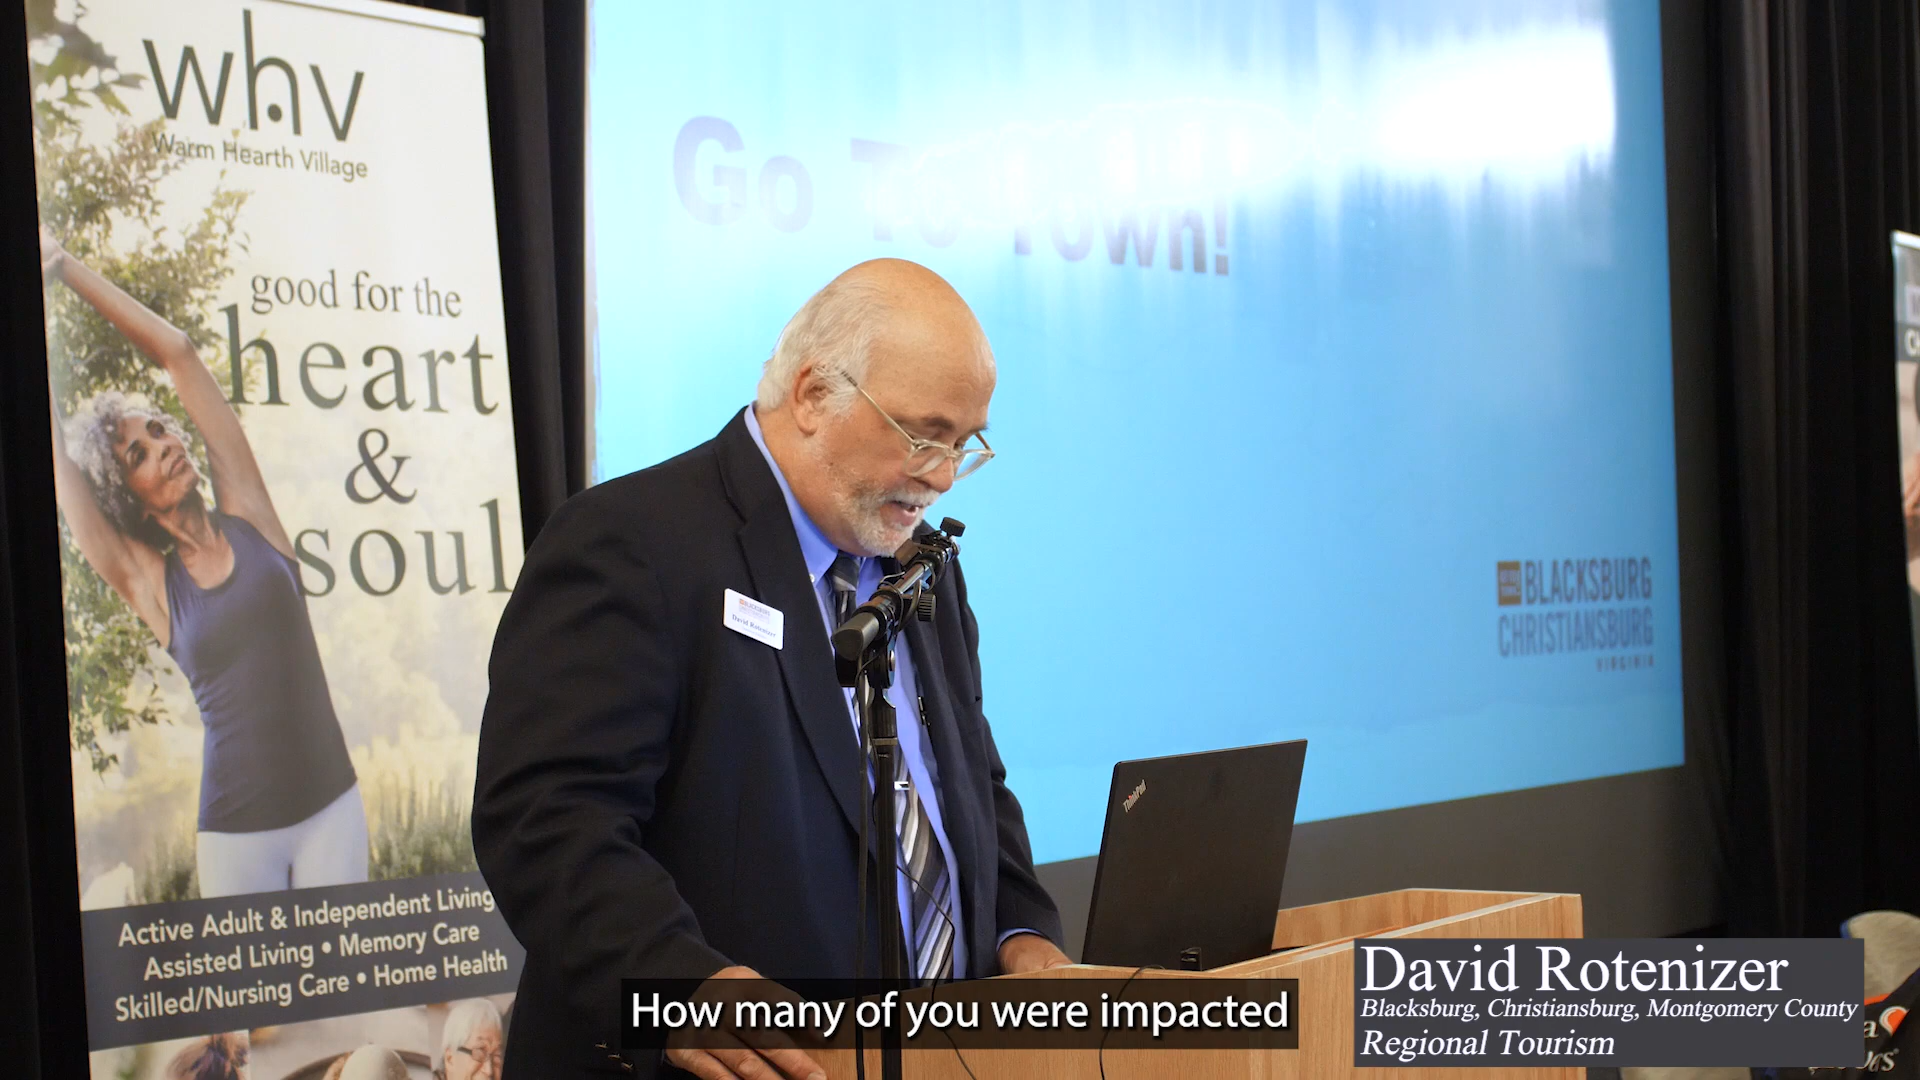 whv
Warm Hearth Village
good for the
heart
&
soul
Active Adult & Independent Living
Assisted Living • Memory Care
Skilled/Nursing Care • Home Health
Go To Town!
BLACKSBURG
CHRISTIANSBURG
VIRGINIA
David Rotenizer
ThinkPad
How many of you were impacted
David Rotenizer
Blacksburg, Christiansburg, Montgomery County
Regional Tourism